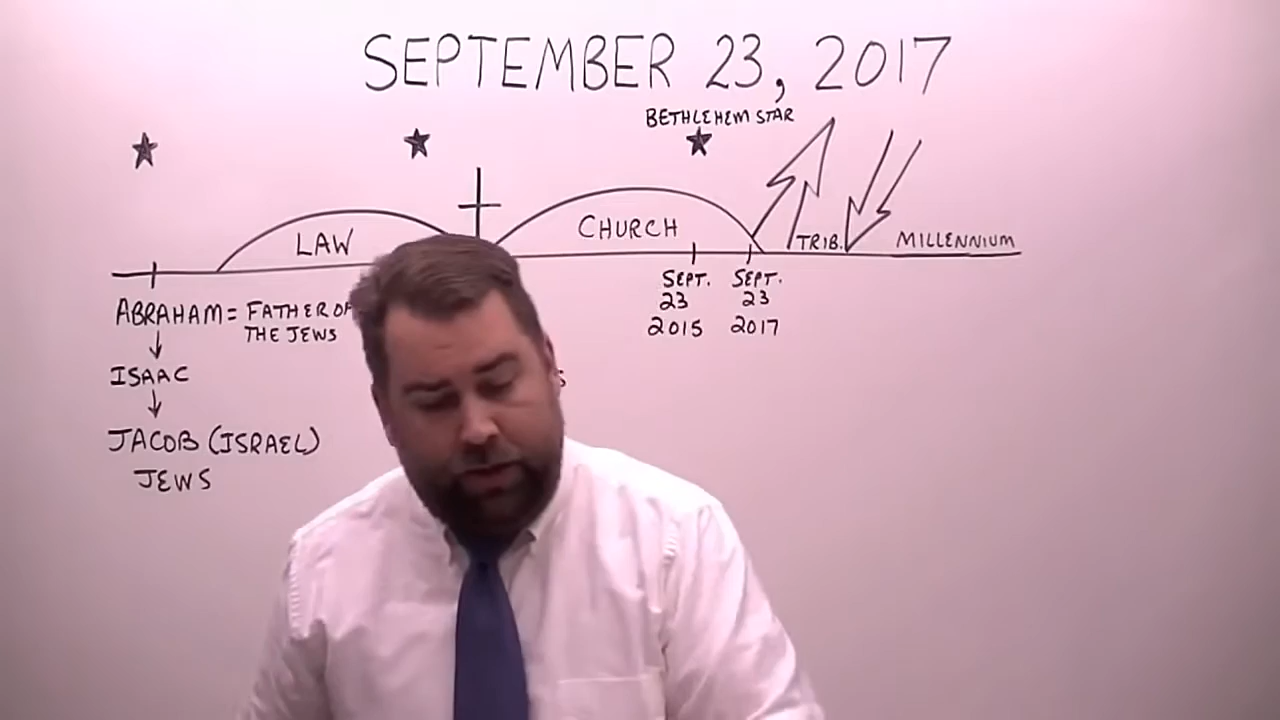 SEPTEMBER 23, 2017
BETHLEHEM STAR
LAW
CHURCH
TRIB.
MILLENNIUM
ABRAHAM = FATHER OF
THE JEWS
ISAAC
JACOB (ISRAEL)
JEWS
SEPT.
23
2015
SEPT.
23
2017